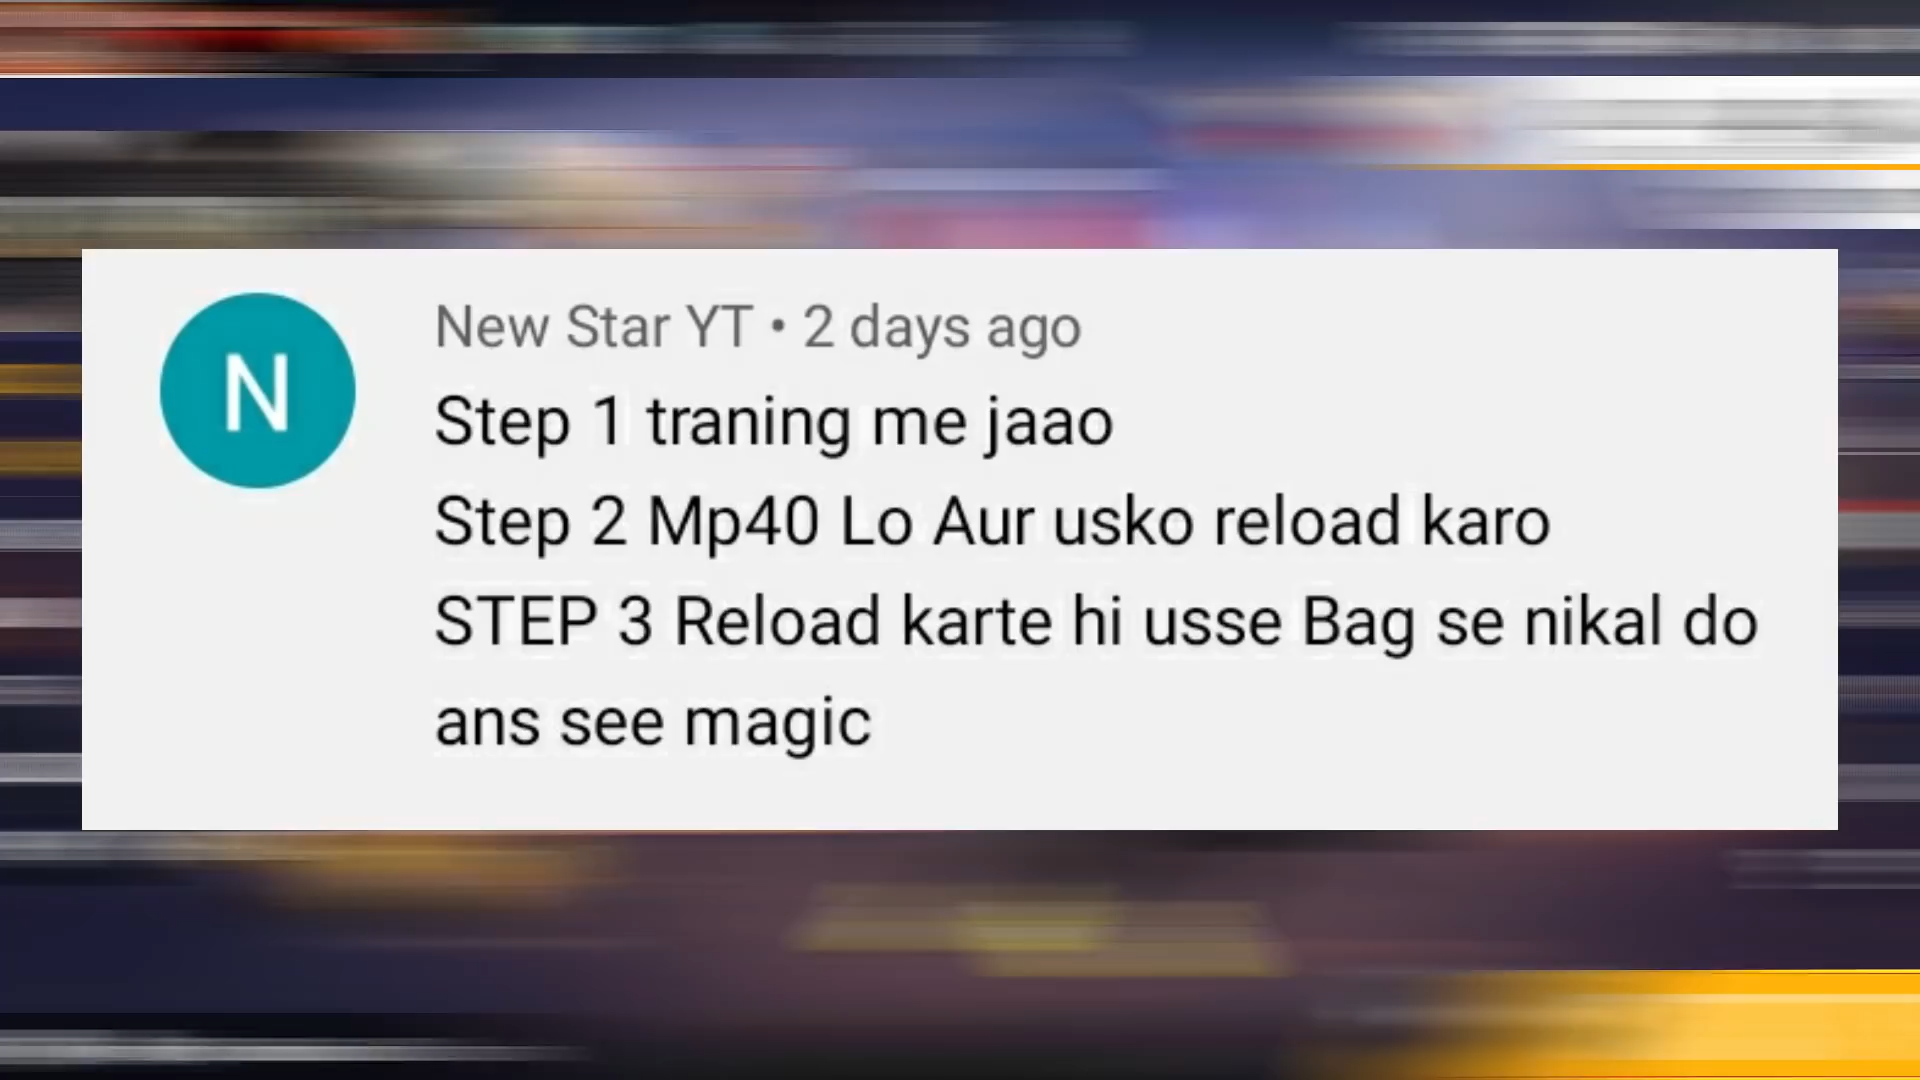 N
New Star YT • 2 days ago
Step 1 traning me jaao
Step 2 Mp40 Lo Aur usko reload karo
STEP 3 Reload karte hi usse Bag se nikal do
ans see magic